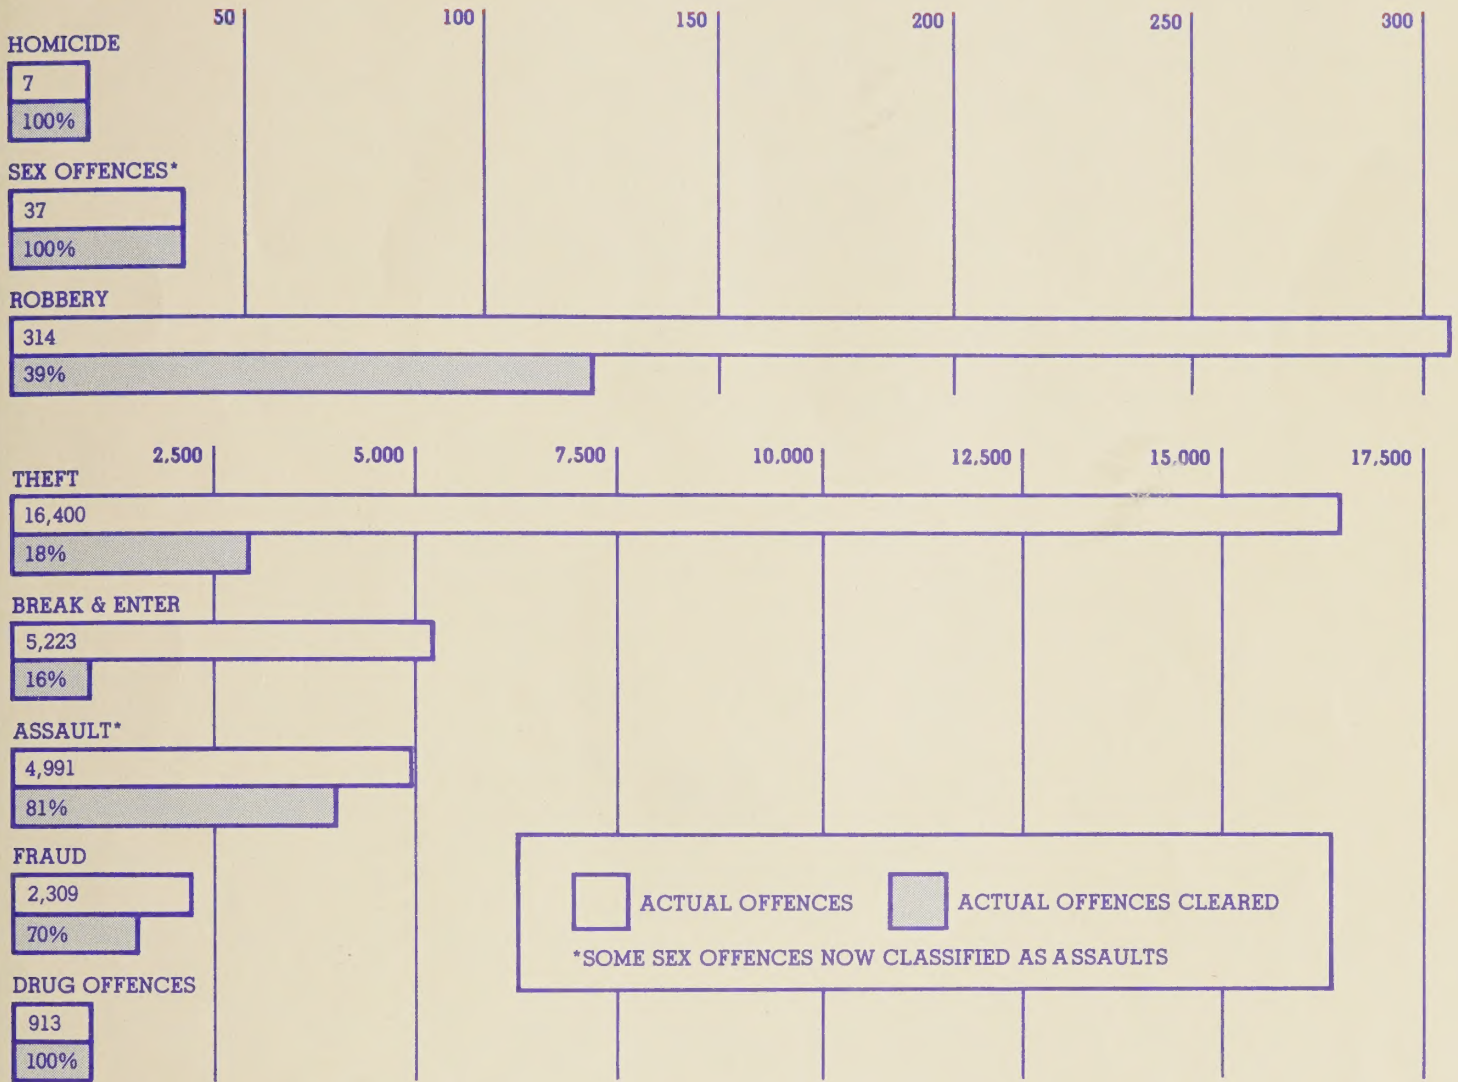 50 100 150 200 250 300
HOMICIDE
7
100%
SEX OFFENCES*
37
100%
ROBBERY
314
39%
2,500 5,000 7,500 10,000 12,500 15,000 17,500
THEFT
16,400
18%
BREAK & ENTER
5,223
16%
ASSAULT*
4,991
81%
FRAUD
2,309
70%
ACTUAL OFFENCES ACTUAL OFFENCES CLEARED
*SOME SEX OFFENCES NOW CLASSIFIED AS ASSAULTS
DRUG OFFENCES
913
100%